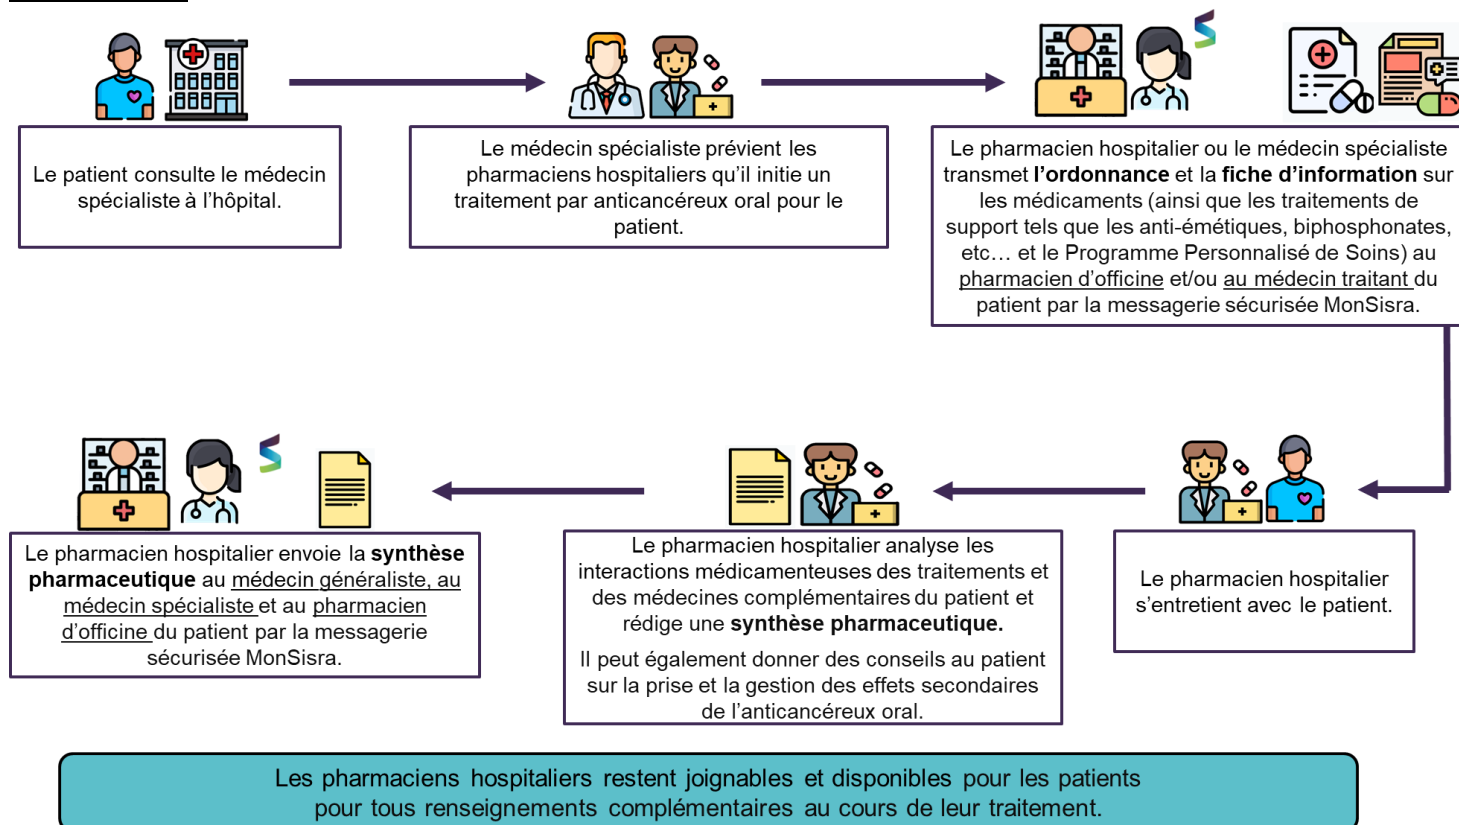 Le patient consulte le médecin
spécialiste à l'hôpital.
Le médecin spécialiste prévient les
pharmaciens hospitaliers qu'il initie un
traitement par anticancéreux oral pour le
patient.
Le pharmacien hospitalier ou le médecin spécialiste
transmet l'ordonnance et la fiche d'information sur
les médicaments (ainsi que les traitements de
support tels que les anti-émétiques, biphosphonates,
etc… et le Programme Personnalisé de Soins) au
pharmacien d'officine et/ou au médecin traitant du
patient par la messagerie sécurisée MonSisra.
Le pharmacien hospitalier
s'entretient avec le patient.
Le pharmacien hospitalier analyse les
interactions médicamenteuses des traitements et
des médecines complémentaires du patient et
rédige une synthèse pharmaceutique.
Il peut également donner des conseils au patient
sur la prise et la gestion des effets secondaires
de l'anticancéreux oral.
Le pharmacien hospitalier envoie la synthèse
pharmaceutique au médecin généraliste, au
médecin spécialiste et au pharmacien
d'officine du patient par la messagerie
sécurisée MonSisra.
Les pharmaciens hospitaliers restent joignables et disponibles pour les patients
pour tous renseignements complémentaires au cours de leur traitement.